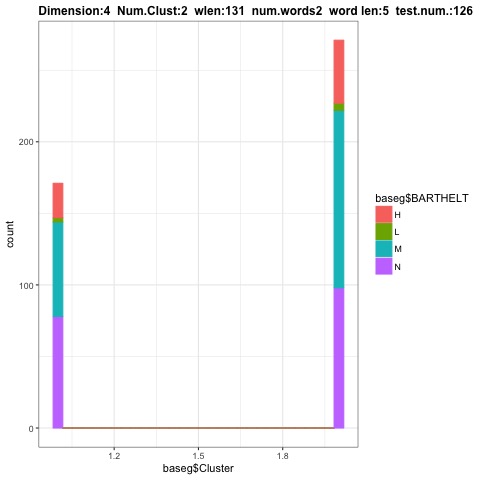 Dimension:4  Num.Clust:2  wlen:131  num.words2  word len:5  test.num.:126
count
200
100
0
1.2 1.5 1.8
baseg$Cluster
baseg$BARTHELT
H
L
M
N